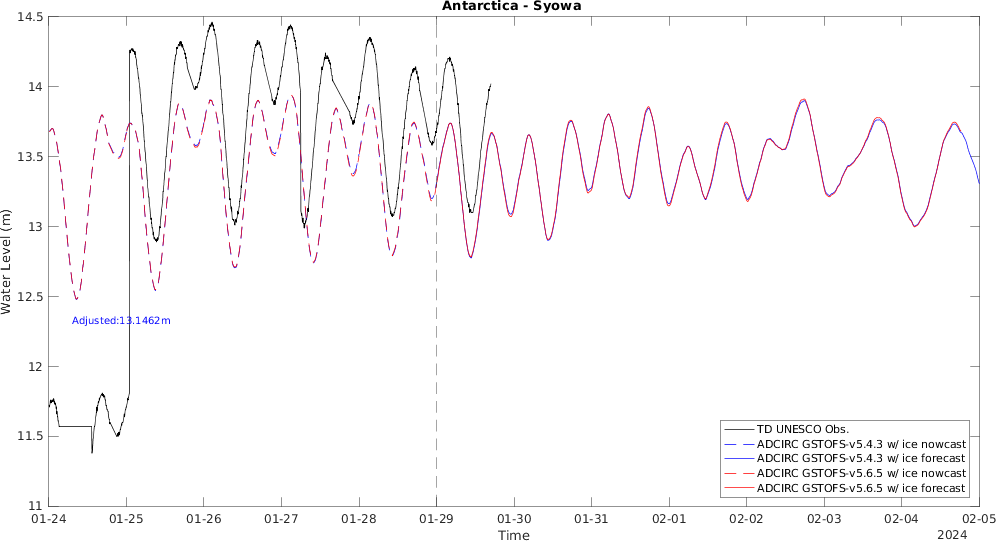 Antarctica - Syowa
14.5
14
13.5
13
12.5
12
11.5
11
Water Level (m)
Adjusted:13.1462m
TD UNESCO Obs.
ADCIRC GSTOFS-v5.4.3 w/ ice nowcast
ADCIRC GSTOFS-v5.4.3 w/ ice forecast
ADCIRC GSTOFS-v5.6.5 w/ ice nowcast
ADCIRC GSTOFS-v5.6.5 w/ ice forecast
01-24 01-25 01-26 01-27 01-28 01-29 01-30 01-31 02-01 02-02 02-03 02-04 02-05
Time
2024